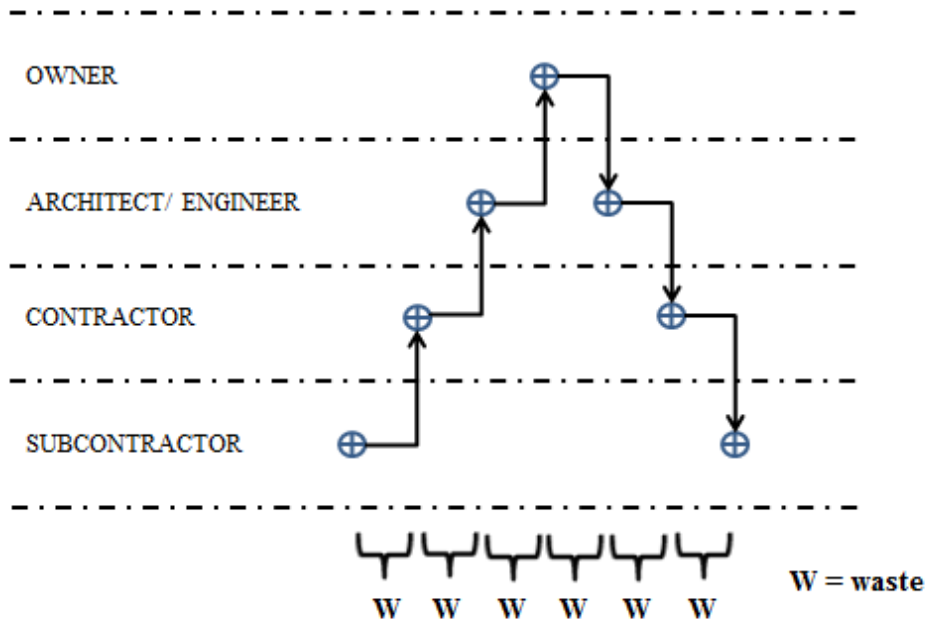 OWNER
ARCHITECT/ ENGINEER
CONTRACTOR
SUBCONTRACTOR
W W W W W W
W = waste